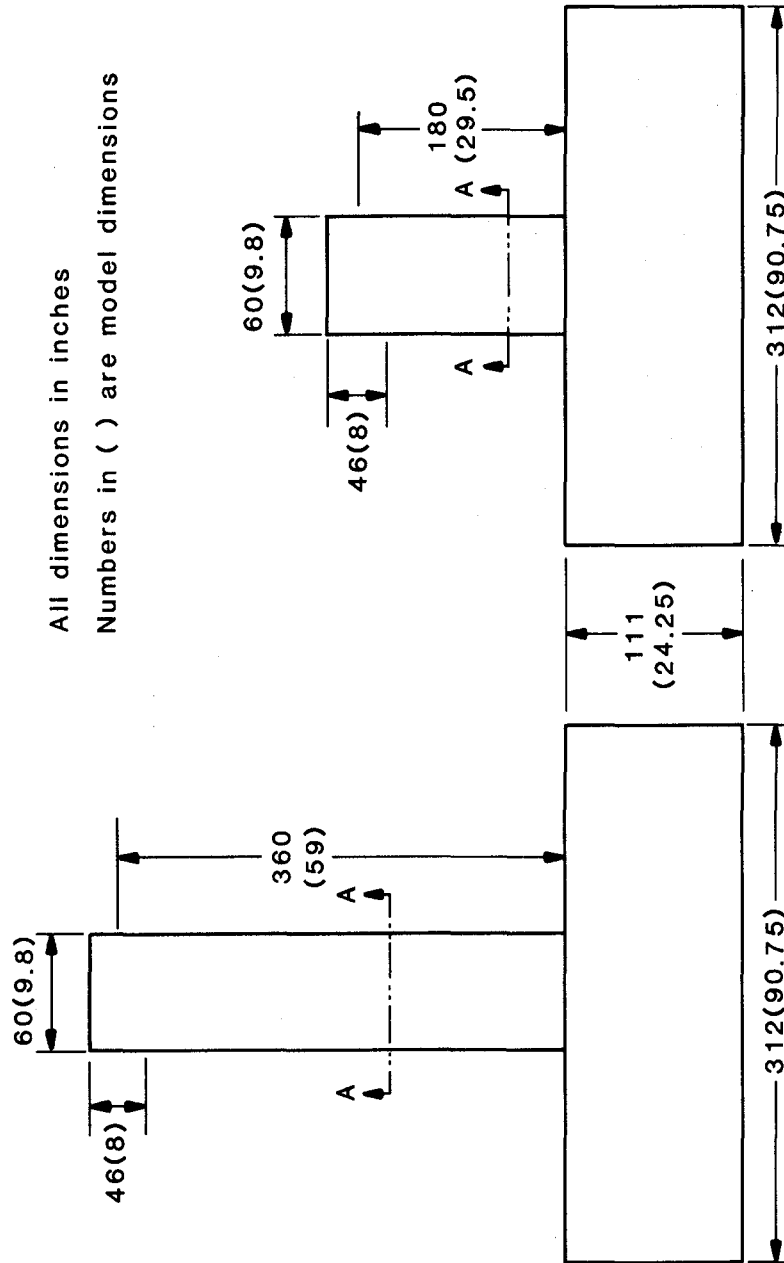 All dimensions in inches
Numbers in ( ) are model dimensions
60(9.8)
46(8)
360
(59)
A
A
312(90.75)
111
(24.25)
60(9.8)
46(8)
180
(29.5)
A
A
312(90.75)